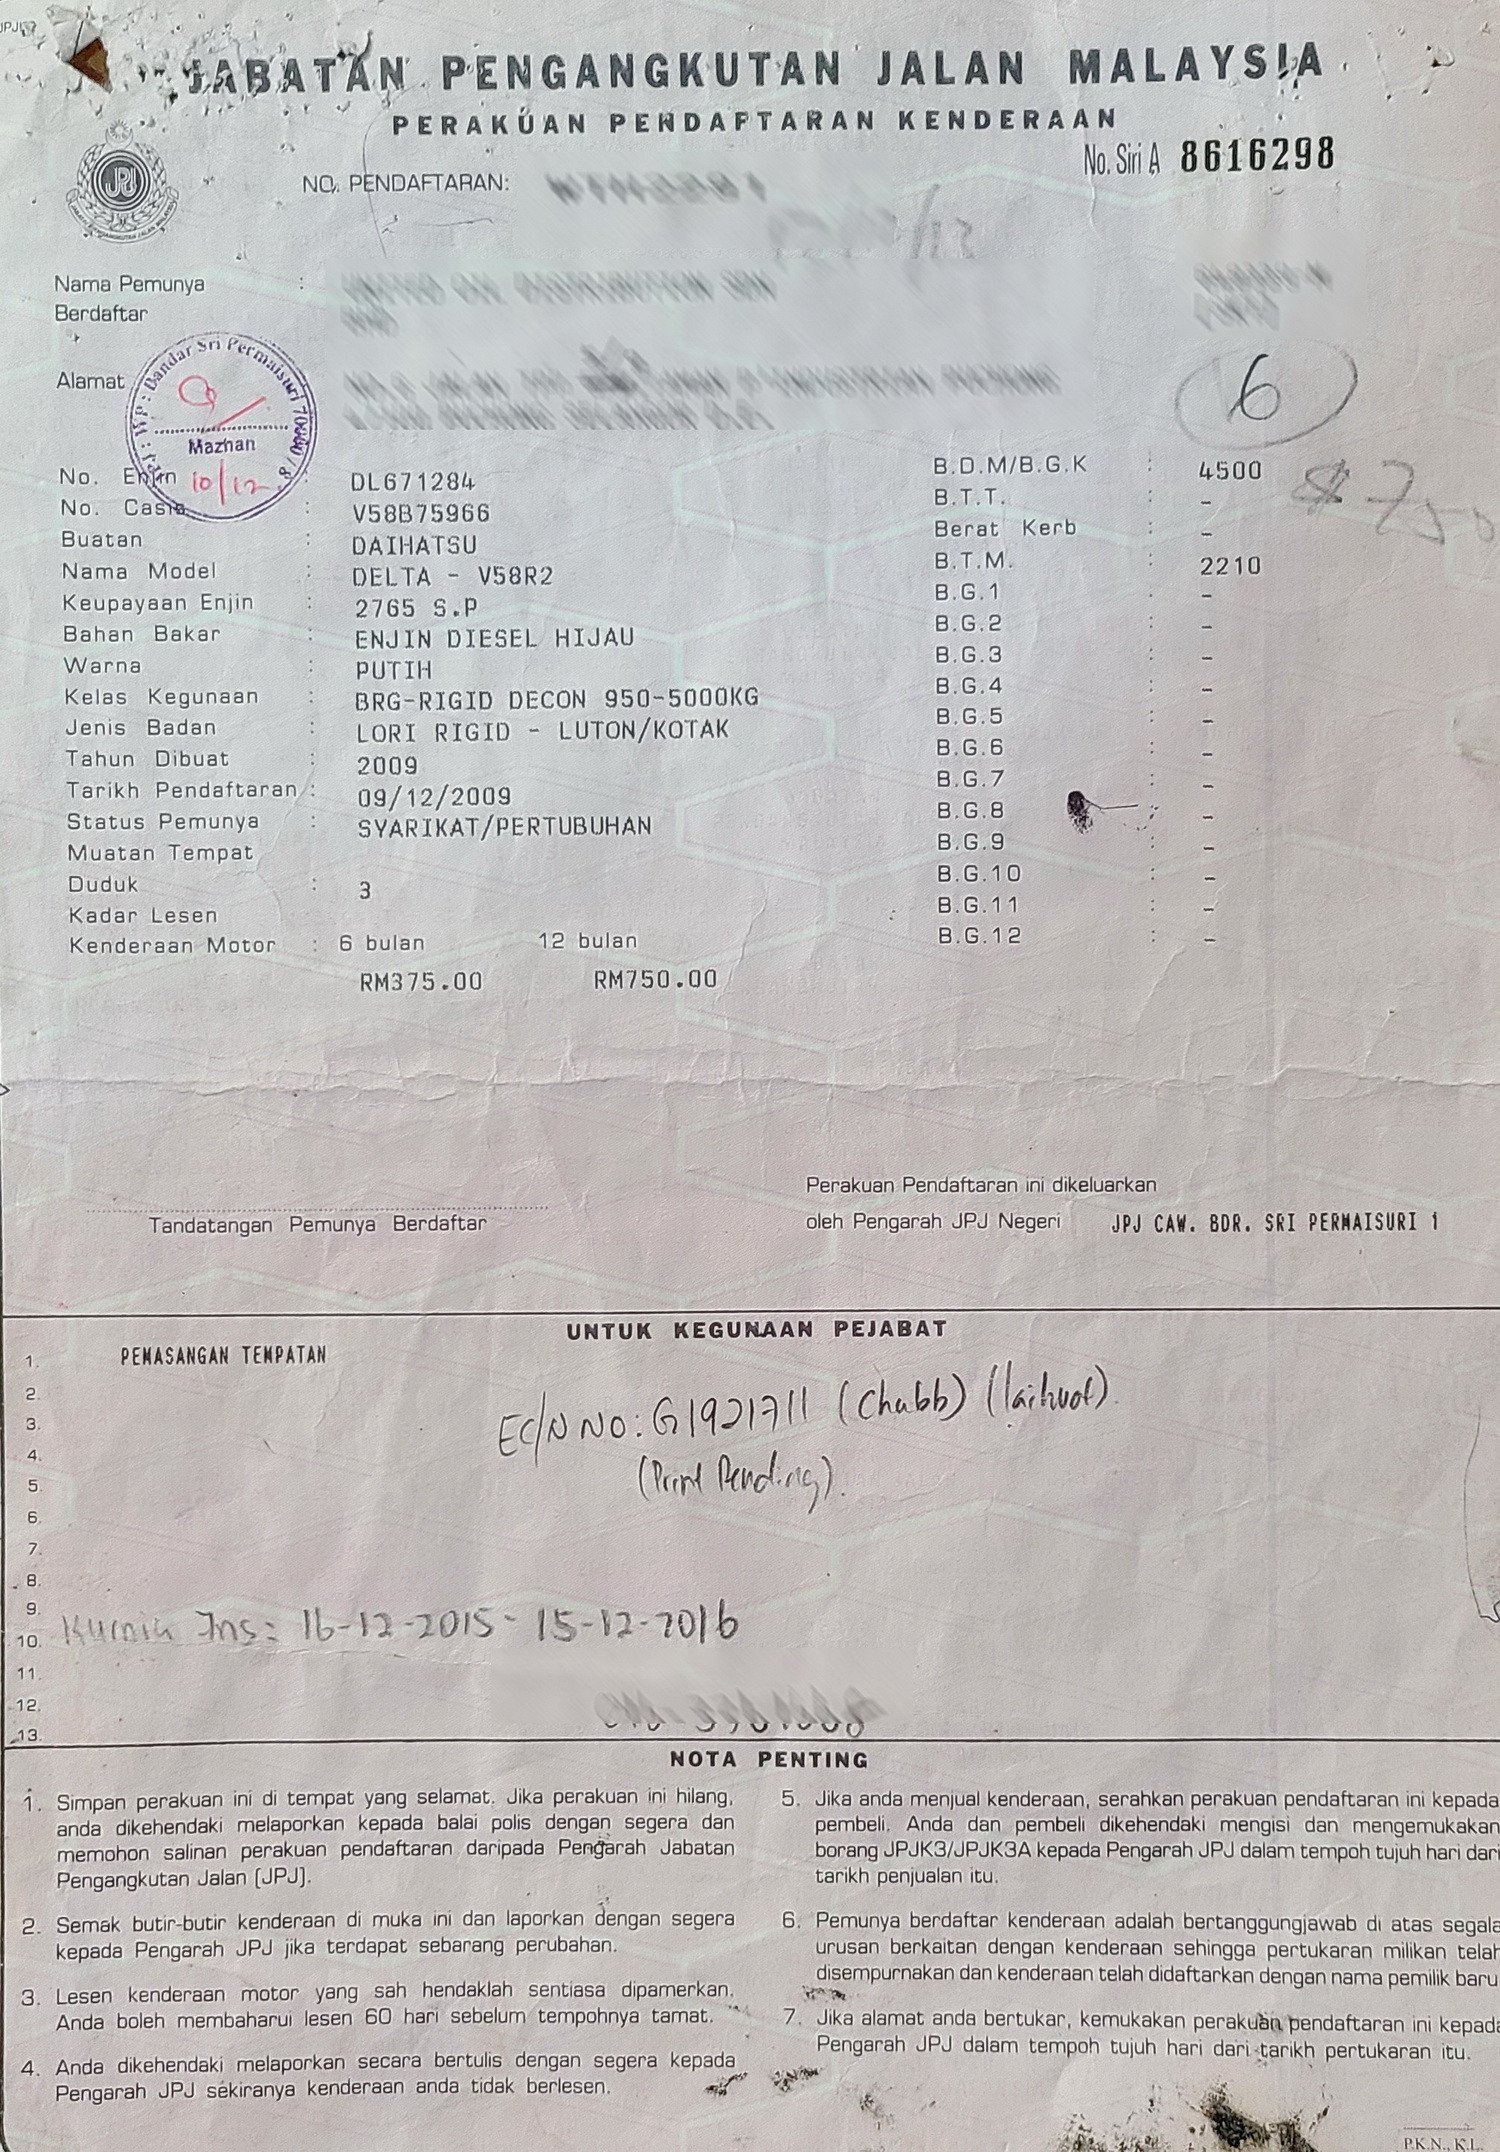 JPJK2
JABATAN PENGANGKUTAN JALAN MALAYSIA
PERAKUAN PENDAFTARAN KENDERAAN
No. Siri A 8616298
JPJ
NO. PENDAFTARAN:
Nama Pemunya :
Berdaftar
Alamat
JPJ : WP : Bandar Sri Permaisuri
Mazhan
10/12
6
No. Enjin : DL671284
No. Casis : V58B75966
Buatan : DAIHATSU
Nama Model : DELTA - V58R2
Keupayaan Enjin : 2765 S.P
Bahan Bakar : ENJIN DIESEL HIJAU
Warna : PUTIH
Kelas Kegunaan : BRG-RIGID DECON 950-5000KG
Jenis Badan : LORI RIGID - LUTON/KOTAK
Tahun Dibuat : 2009
Tarikh Pendaftaran : 09/12/2009
Status Pemunya : SYARIKAT/PERTUBUHAN
Muatan Tempat
Duduk : 3
Kadar Lesen
Kenderaan Motor : 6 bulan 12 bulan
RM375.00 RM750.00
B.D.M/B.G.K : 4500
750
B.T.T. : -
Berat Kerb : -
B.T.M. : 2210
B.G.1 : -
B.G.2 : -
B.G.3 : -
B.G.4 : -
B.G.5 : -
B.G.6 : -
B.G.7 : -
B.G.8 : -
B.G.9 : -
B.G.10 : -
B.G.11 : -
B.G.12 : -
Tandatangan Pemunya Berdaftar
Perakuan Pendaftaran ini dikeluarkan
oleh Pengarah JPJ Negeri JPJ CAW. BDR. SRI PERMAISURI 1
UNTUK KEGUNAAN PEJABAT
1. PEMASANGAN TEMPATAN
2.
3. EC/N NO: G1921711 (Chubb)
4.
5. (Print Pending).
6.
7.
8.
9.
10. Kurnia Ins: 16-12-2015 - 15-12-2016
11.
12.
13.
NOTA PENTING
1. Simpan perakuan ini di tempat yang selamat. Jika perakuan ini hilang,
anda dikehendaki melaporkan kepada balai polis dengan segera dan
memohon salinan perakuan pendaftaran daripada Pengarah Jabatan
Pengangkutan Jalan (JPJ).
2. Semak butir-butir kenderaan di muka ini dan laporkan dengan segera
kepada Pengarah JPJ jika terdapat sebarang perubahan.
3. Lesen kenderaan motor yang sah hendaklah sentiasa dipamerkan.
Anda boleh membaharui lesen 60 hari sebelum tempohnya tamat.
4. Anda dikehendaki melaporkan secara bertulis dengan segera kepada
Pengarah JPJ sekiranya kenderaan anda tidak berlesen.
5. Jika anda menjual kenderaan, serahkan perakuan pendaftaran ini kepada
pembeli. Anda dan pembeli dikehendaki mengisi dan mengemukakan
borang JPJK3/JPJK3A kepada Pengarah JPJ dalam tempoh tujuh hari dari
tarikh penjualan itu.
6. Pemunya berdaftar kenderaan adalah bertanggungjawab di atas segala
urusan berkaitan dengan kenderaan sehingga pertukaran milikan telah
disempurnakan dan kenderaan telah didaftarkan dengan nama pemilik baru
7. Jika alamat anda bertukar, kemukakan perakuan pendaftaran ini kepada
Pengarah JPJ dalam tempoh tujuh hari dari tarikh pertukaran itu.
P.K.N., K.L.